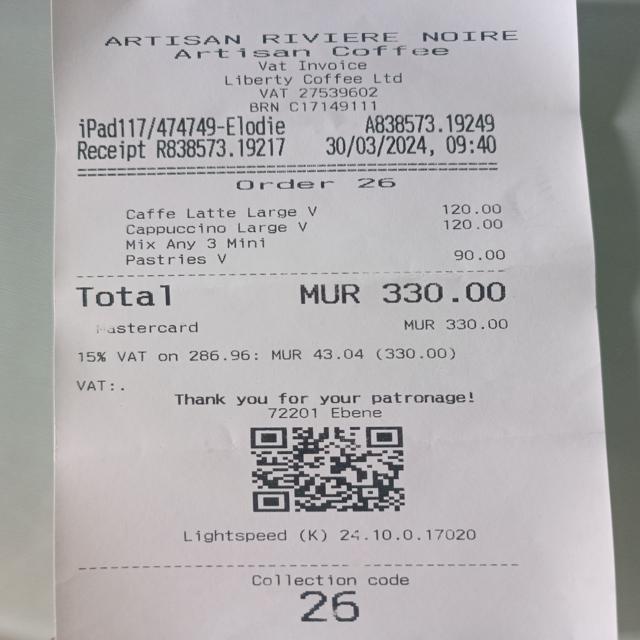 ARTISAN RIVIERE NOIRE
Artisan Coffee
Vat Invoice
Liberty Coffee Ltd
VAT 27539602
BRN C17149111
iPad117/474749-Elodie A838573.19249
Receipt R838573.19217 30/03/2024, 09:40
Order 26
Caffe Latte Large V 120.00
Cappuccino Large V 120.00
Mix Any 3 Mini
Pastries V 90.00
Total MUR 330.00
Mastercard MUR 330.00
15% VAT on 286.96: MUR 43.04 (330.00)
VAT:.
Thank you for your patronage!
72201 Ebene
Lightspeed (K) 24.10.0.17020
Collection code
26